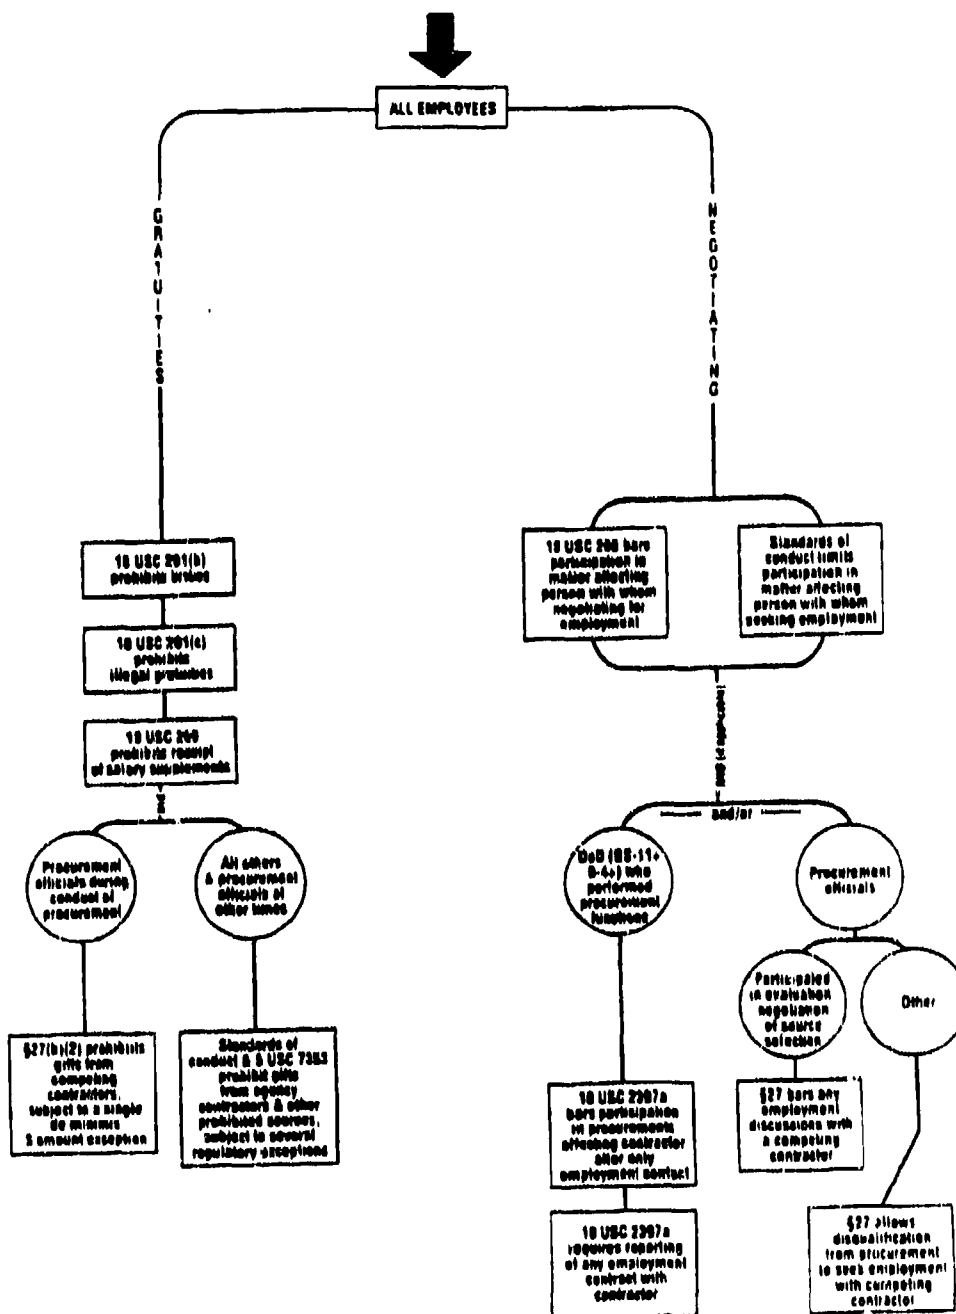 ALL EMPLOYEES
GRATUITIES
NEGOTIATING
18 USC 201(b)
prohibits bribes
18 USC 201(c)
prohibits
illegal
18 USC 209
prohibits receipt
of salary supplements
and
Procurement
officials during
conduct of
procurement
All others
& procurement
officials at
other times
§27(b)(2) prohibits
gifts from
competing
contractors,
subject to a single
de minimis
$ amount exception
Standards of
conduct & 5 USC 7353
prohibit gifts
from agency
contractors & other
prohibited sources,
subject to several
regulatory exceptions
18 USC 208 bars
participation in
matter affecting
person with whom
negotiating for
employment
Standards of
conduct limits
participation in
matter affecting
person with whom
seeking employment
and (if applicable)
and/or
DoD (GS-11+
O-4+) who
performed
procurement
functions
Procurement
officials
Participated
in evaluation
negotiation
of source
selection
Other
10 USC 2397a
bars participation
in procurements
affecting contractor
after only
employment contact
§27 bars any
employment
discussions with
a competing
contractor
10 USC 2397a
requires reporting
of any employment
contract with
contractor
§27 allows
disqualification
from procurement
to seek employment
with competing
contractor